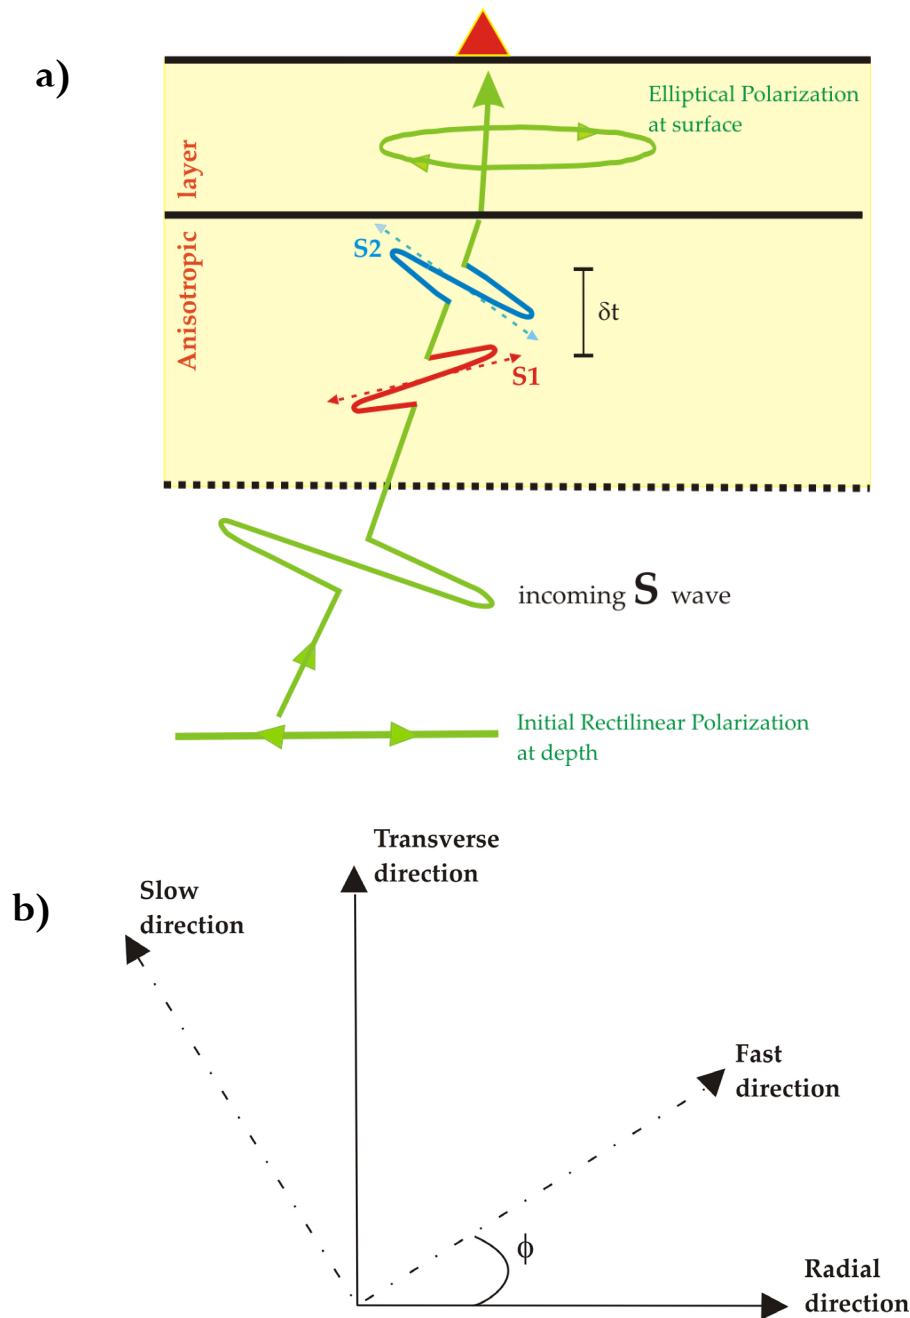 a)
Elliptical Polarization
at surface
Anisotropic layer
S2
δt
S1
incoming S wave
Initial Rectilinear Polarization
at depth
b)
Transverse
direction
Slow
direction
Fast
direction
ϕ
Radial
direction